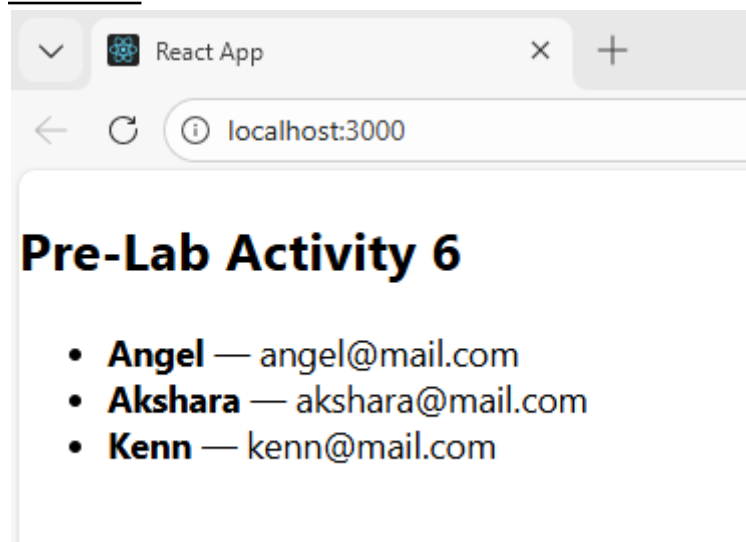 React App
localhost:3000
Pre-Lab Activity 6
• Angel — angel@mail.com
• Akshara — akshara@mail.com
• Kenn — kenn@mail.com